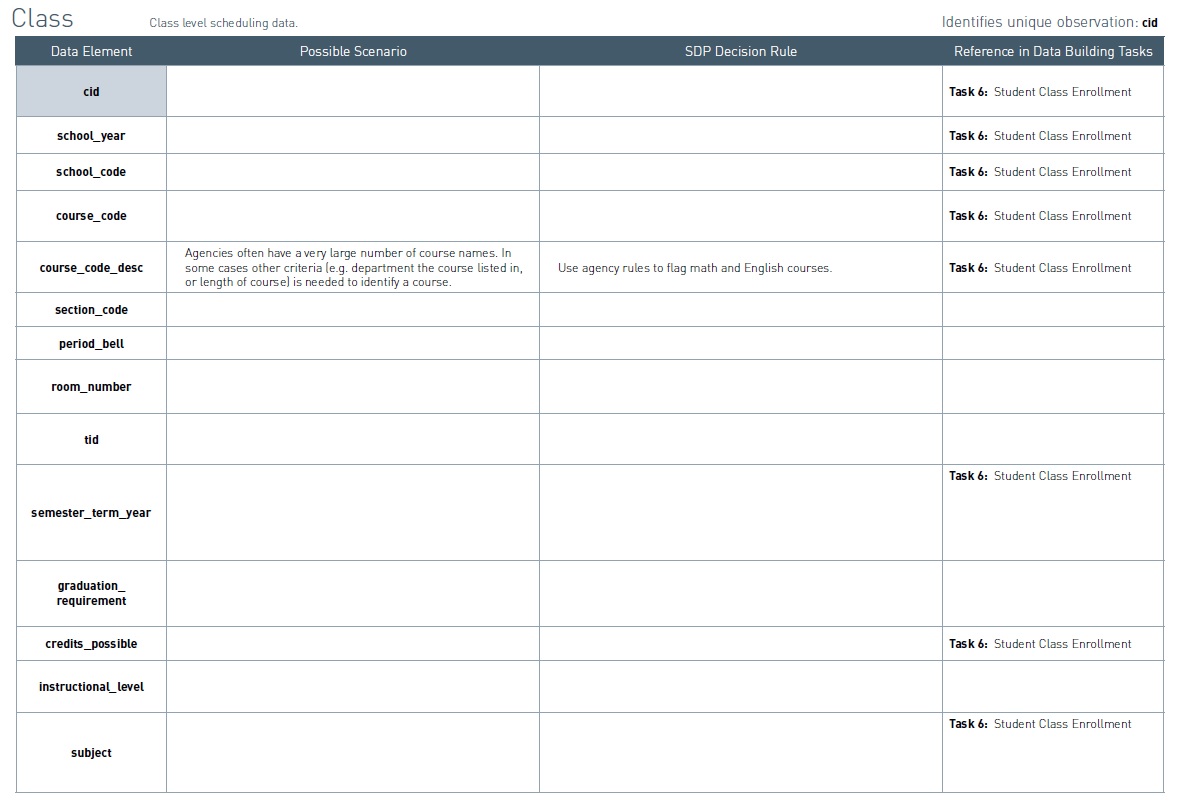 Class
Class level scheduling data.
Identifies unique observation: cid
Data Element
Possible Scenario
SDP Decision Rule
Reference in Data Building Tasks
cid
Task 6: Student Class Enrollment
school_year
Task 6: Student Class Enrollment
school_code
Task 6: Student Class Enrollment
course_code
Task 6: Student Class Enrollment
course_code_desc
Agencies often have a very large number of course names. In
some cases other criteria (e.g. department the course listed in,
or length of course) is needed to identify a course.
Use agency rules to flag math and English courses.
Task 6: Student Class Enrollment
section_code
period_bell
room_number
tid
semester_term_year
Task 6: Student Class Enrollment
graduation_
requirement
credits_possible
Task 6: Student Class Enrollment
instructional_level
subject
Task 6: Student Class Enrollment